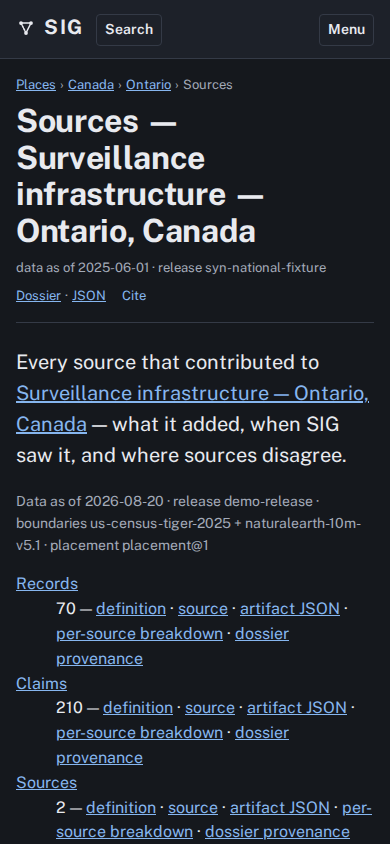 SIG
Search
Menu
Places › Canada › Ontario › Sources
Sources —
Surveillance
infrastructure —
Ontario, Canada
data as of 2025-06-01 · release syn-national-fixture
Dossier · JSON Cite
Every source that contributed to
Surveillance infrastructure — Ontario,
Canada — what it added, when SIG
saw it, and where sources disagree.
Data as of 2026-08-20 · release demo-release ·
boundaries us-census-tiger-2025 + naturalearth-10m-
v5.1 · placement placement@1
Records
70 — definition · source · artifact JSON ·
per-source breakdown · dossier
provenance
Claims
210 — definition · source · artifact JSON ·
per-source breakdown · dossier
provenance
Sources
2 — definition · source · artifact JSON · per-
source breakdown · dossier provenance